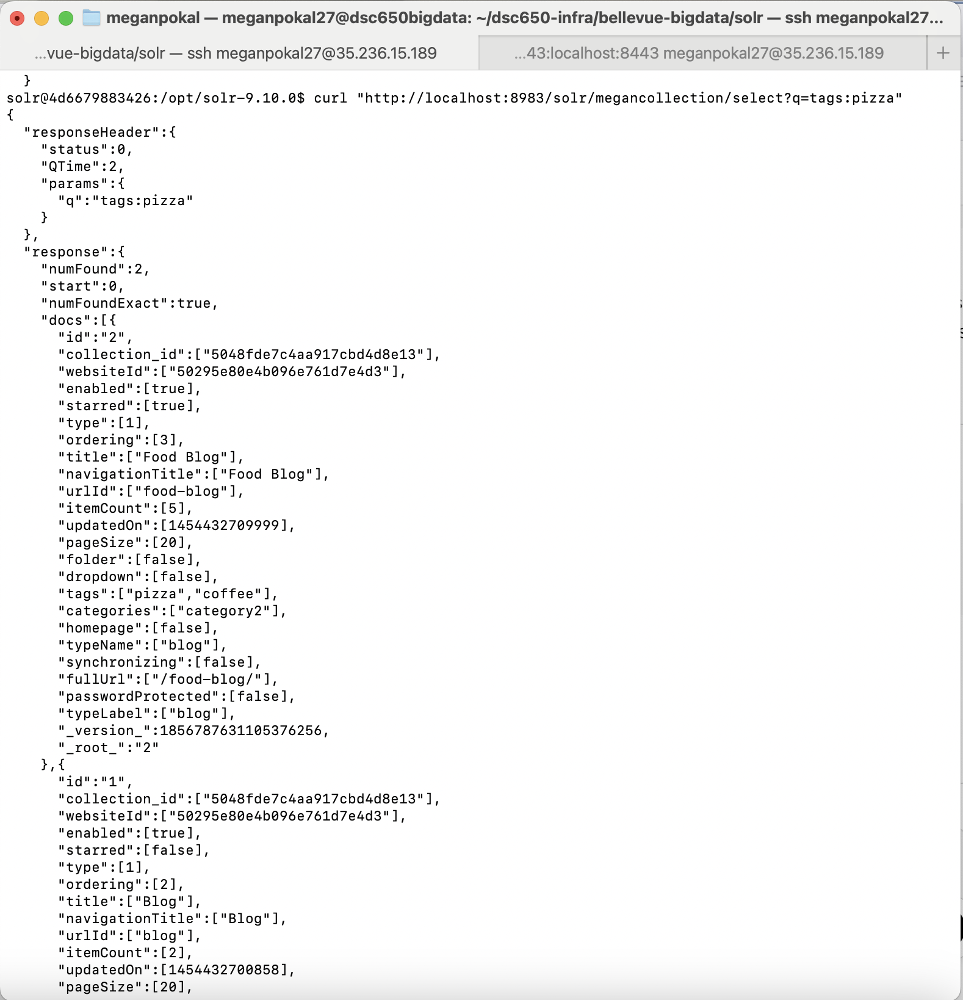 meganpokal — meganpokal27@dsc650bigdata: ~/dsc650-infra/bellevue-bigdata/solr — ssh meganpokal27...
...vue-bigdata/solr — ssh meganpokal27@35.236.15.189
...43:localhost:8443 meganpokal27@35.236.15.189
+
  }
solr@4d6679883426:/opt/solr-9.10.0$ curl "http://localhost:8983/solr/megancollection/select?q=tags:pizza"
{
  "responseHeader":{
    "status":0,
    "QTime":2,
    "params":{
      "q":"tags:pizza"
    }
  },
  "response":{
    "numFound":2,
    "start":0,
    "numFoundExact":true,
    "docs":[{
      "id":"2",
      "collection_id":["5048fde7c4aa917cbd4d8e13"],
      "websiteId":["50295e80e4b096e761d7e4d3"],
      "enabled":[true],
      "starred":[true],
      "type":[1],
      "ordering":[3],
      "title":["Food Blog"],
      "navigationTitle":["Food Blog"],
      "urlId":["food-blog"],
      "itemCount":[5],
      "updatedOn":[1454432709999],
      "pageSize":[20],
      "folder":[false],
      "dropdown":[false],
      "tags":["pizza","coffee"],
      "categories":["category2"],
      "homepage":[false],
      "typeName":["blog"],
      "synchronizing":[false],
      "fullUrl":["/food-blog/"],
      "passwordProtected":[false],
      "typeLabel":["blog"],
      "_version_":1856787631105376256,
      "_root_":"2"
    },{
      "id":"1",
      "collection_id":["5048fde7c4aa917cbd4d8e13"],
      "websiteId":["50295e80e4b096e761d7e4d3"],
      "enabled":[true],
      "starred":[false],
      "type":[1],
      "ordering":[2],
      "title":["Blog"],
      "navigationTitle":["Blog"],
      "urlId":["blog"],
      "itemCount":[2],
      "updatedOn":[1454432700858],
      "pageSize":[20],